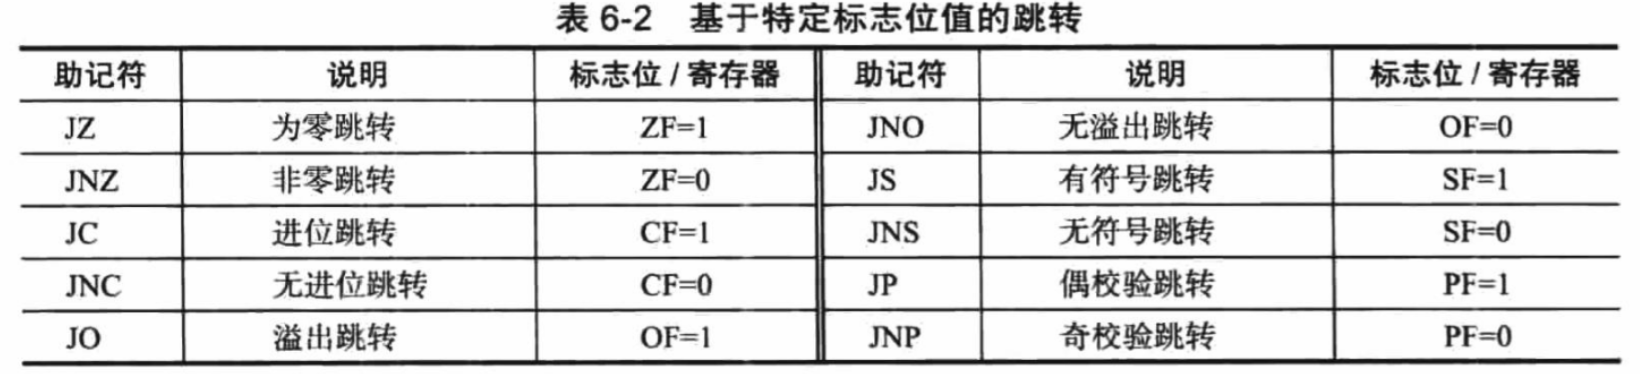 表 6-2 基于特定标志位值的跳转
助记符 说明 标志位 / 寄存器 助记符 说明 标志位 / 寄存器
JZ 为零跳转 ZF=1 JNO 无溢出跳转 OF=0
JNZ 非零跳转 ZF=0 JS 有符号跳转 SF=1
JC 进位跳转 CF=1 JNS 无符号跳转 SF=0
JNC 无进位跳转 CF=0 JP 偶校验跳转 PF=1
JO 溢出跳转 OF=1 JNP 奇校验跳转 PF=0